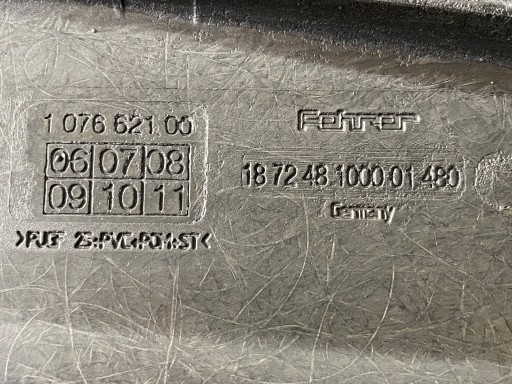 1 076 621 00
06 07 08
09 10 11
>PUGF 25+PVC+POM+ST<
Fehrer
18 72 48 1000 01 480
Germany